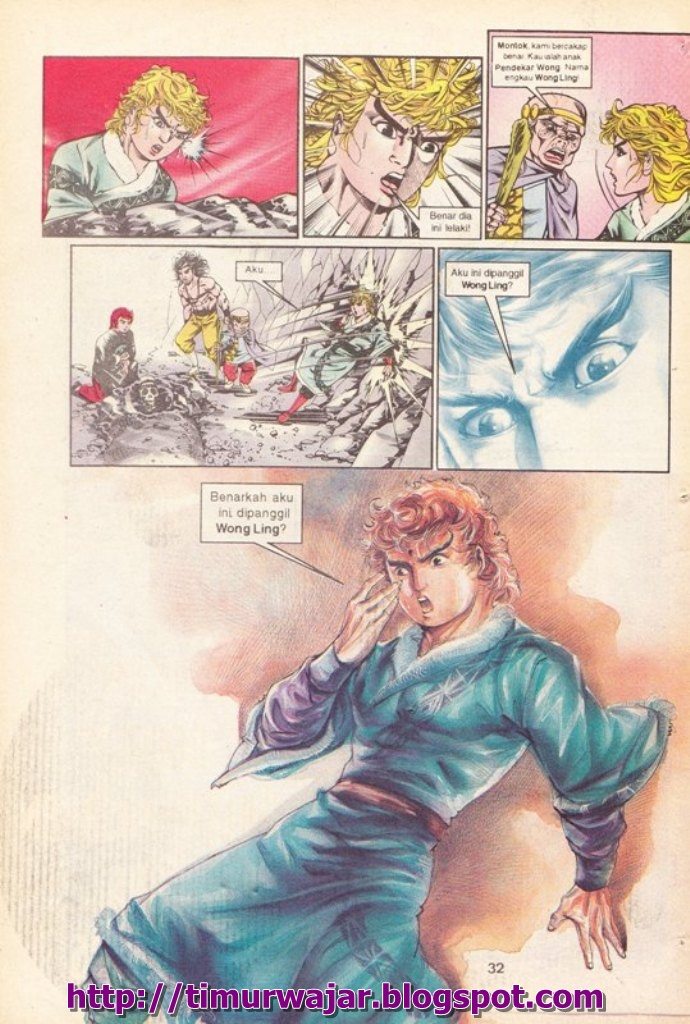 Benar dia
ini lelaki!
Montok, kami bercakap
benar. Kau ialah anak
Pendekar Wong. Nama
engkau Wong Ling!
Aku....
Aku ini dipanggil
Wong Ling?
Benarkah aku
ini dipanggil
Wong Ling?
32
http://timurwajar.blogspot.com